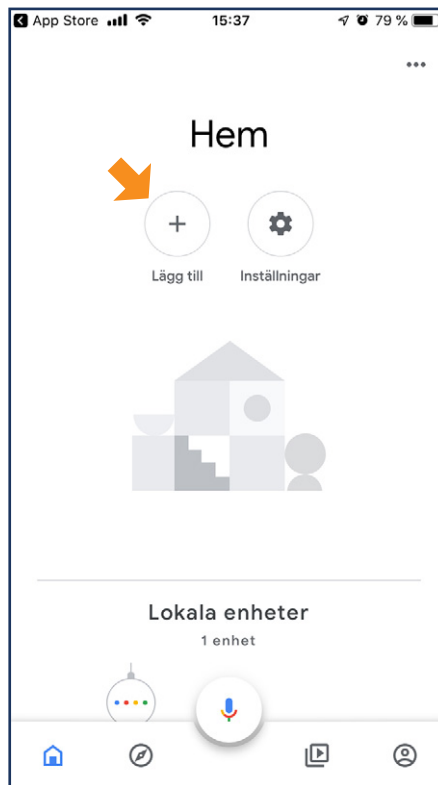 App Store 15:37 79 %
Hem
Lägg till Inställningar
Lokala enheter
1 enhet